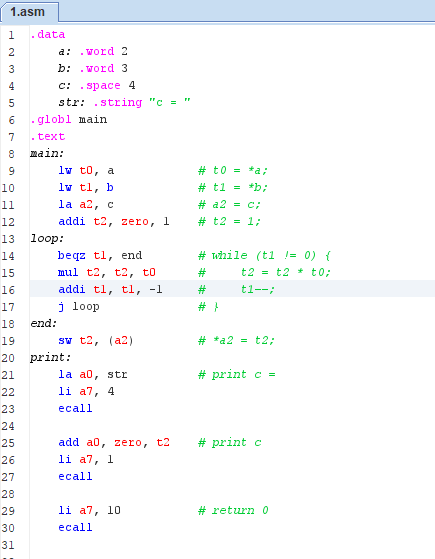 1.asm
1 .data
2 a: .word 2
3 b: .word 3
4 c: .space 4
5 str: .string "c = "
6 .globl main
7 .text
8 main:
9 lw t0, a # t0 = *a;
10 lw t1, b # t1 = *b;
11 la a2, c # a2 = c;
12 addi t2, zero, 1 # t2 = 1;
13 loop:
14 beqz t1, end # while (t1 != 0) {
15 mul t2, t2, t0 # t2 = t2 * t0;
16 addi t1, t1, -1 # t1--;
17 j loop # }
18 end:
19 sw t2, (a2) # *a2 = t2;
20 print:
21 la a0, str # print c =
22 li a7, 4
23 ecall
24
25 add a0, zero, t2 # print c
26 li a7, 1
27 ecall
28
29 li a7, 10 # return 0
30 ecall
31